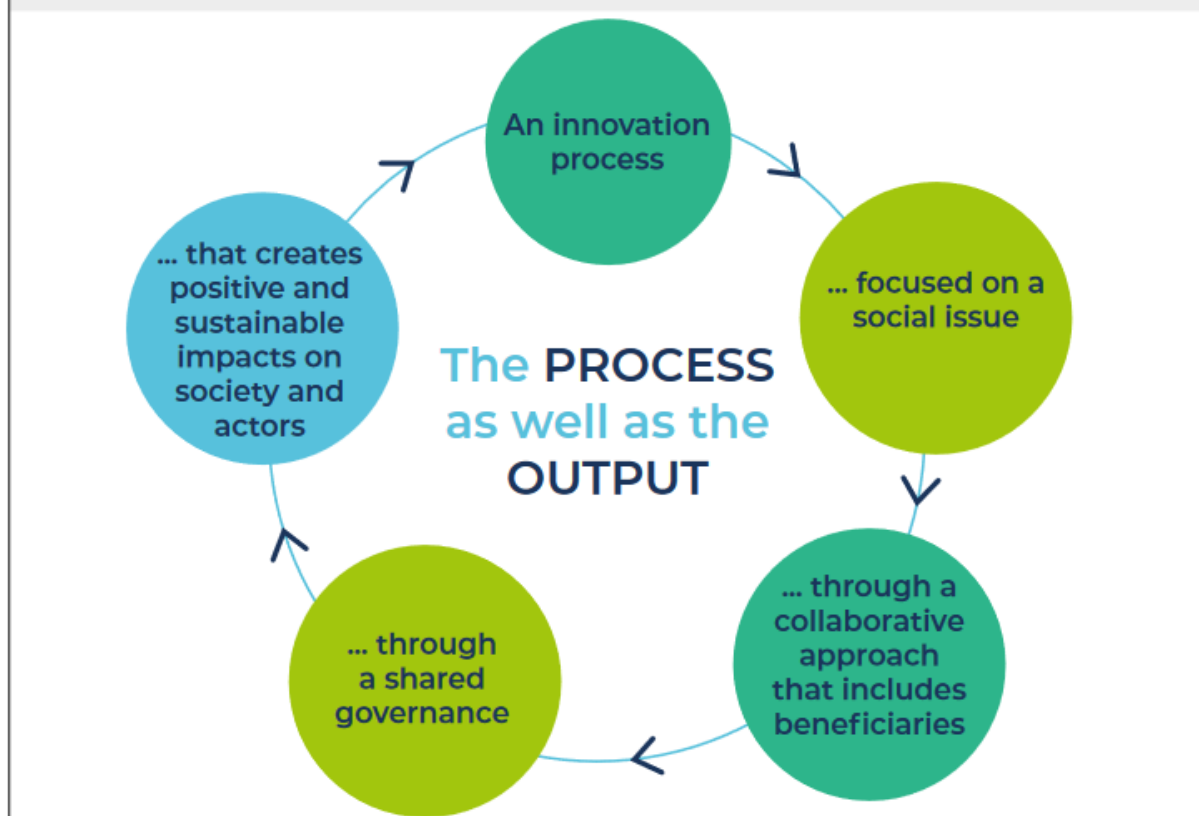 An innovation
process
... focused on a
social issue
... through a
collaborative
approach
that includes
beneficiaries
... through
a shared
governance
... that creates
positive and
sustainable
impacts on
society and
actors
The PROCESS
as well as the
OUTPUT